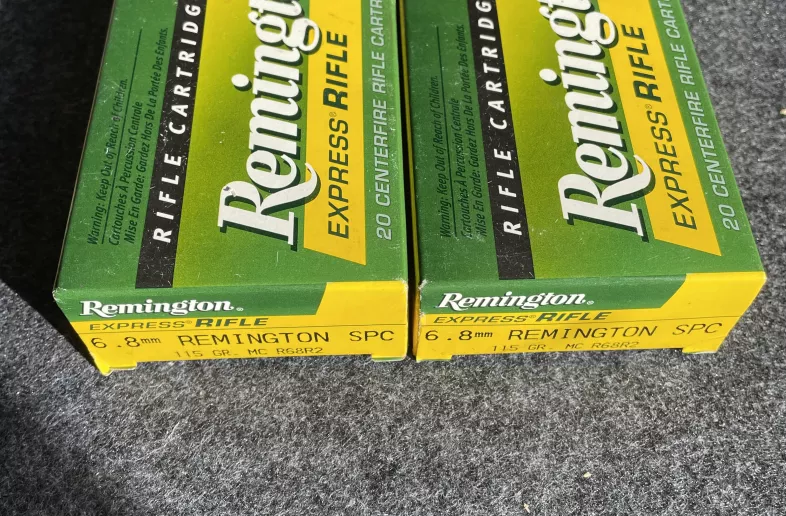 Warning: Keep Out of Reach of Children.
Cartouches À Percussion Centrale
Mise En Garde: Gardez Hors De La Portée Des Enfants.
RIFLE CARTRIDG
Remingt
EXPRESS® RIFLE
20 CENTERFIRE RIFLE CARTR
Remington®
EXPRESS® RIFLE
6.8mm REMINGTON SPC
115 GR. MC R68R2
Warning: Keep Out of Reach of Children.
Cartouches À Percussion Centrale
Mise En Garde: Gardez Hors De La Portée Des Enfants.
RIFLE CARTRIDG
Remingt
EXPRESS® RIFLE
20 CENTERFIRE RIFLE CART
Remington®
EXPRESS® RIFLE
6.8mm REMINGTON SPC
115 GR. MC R68R2